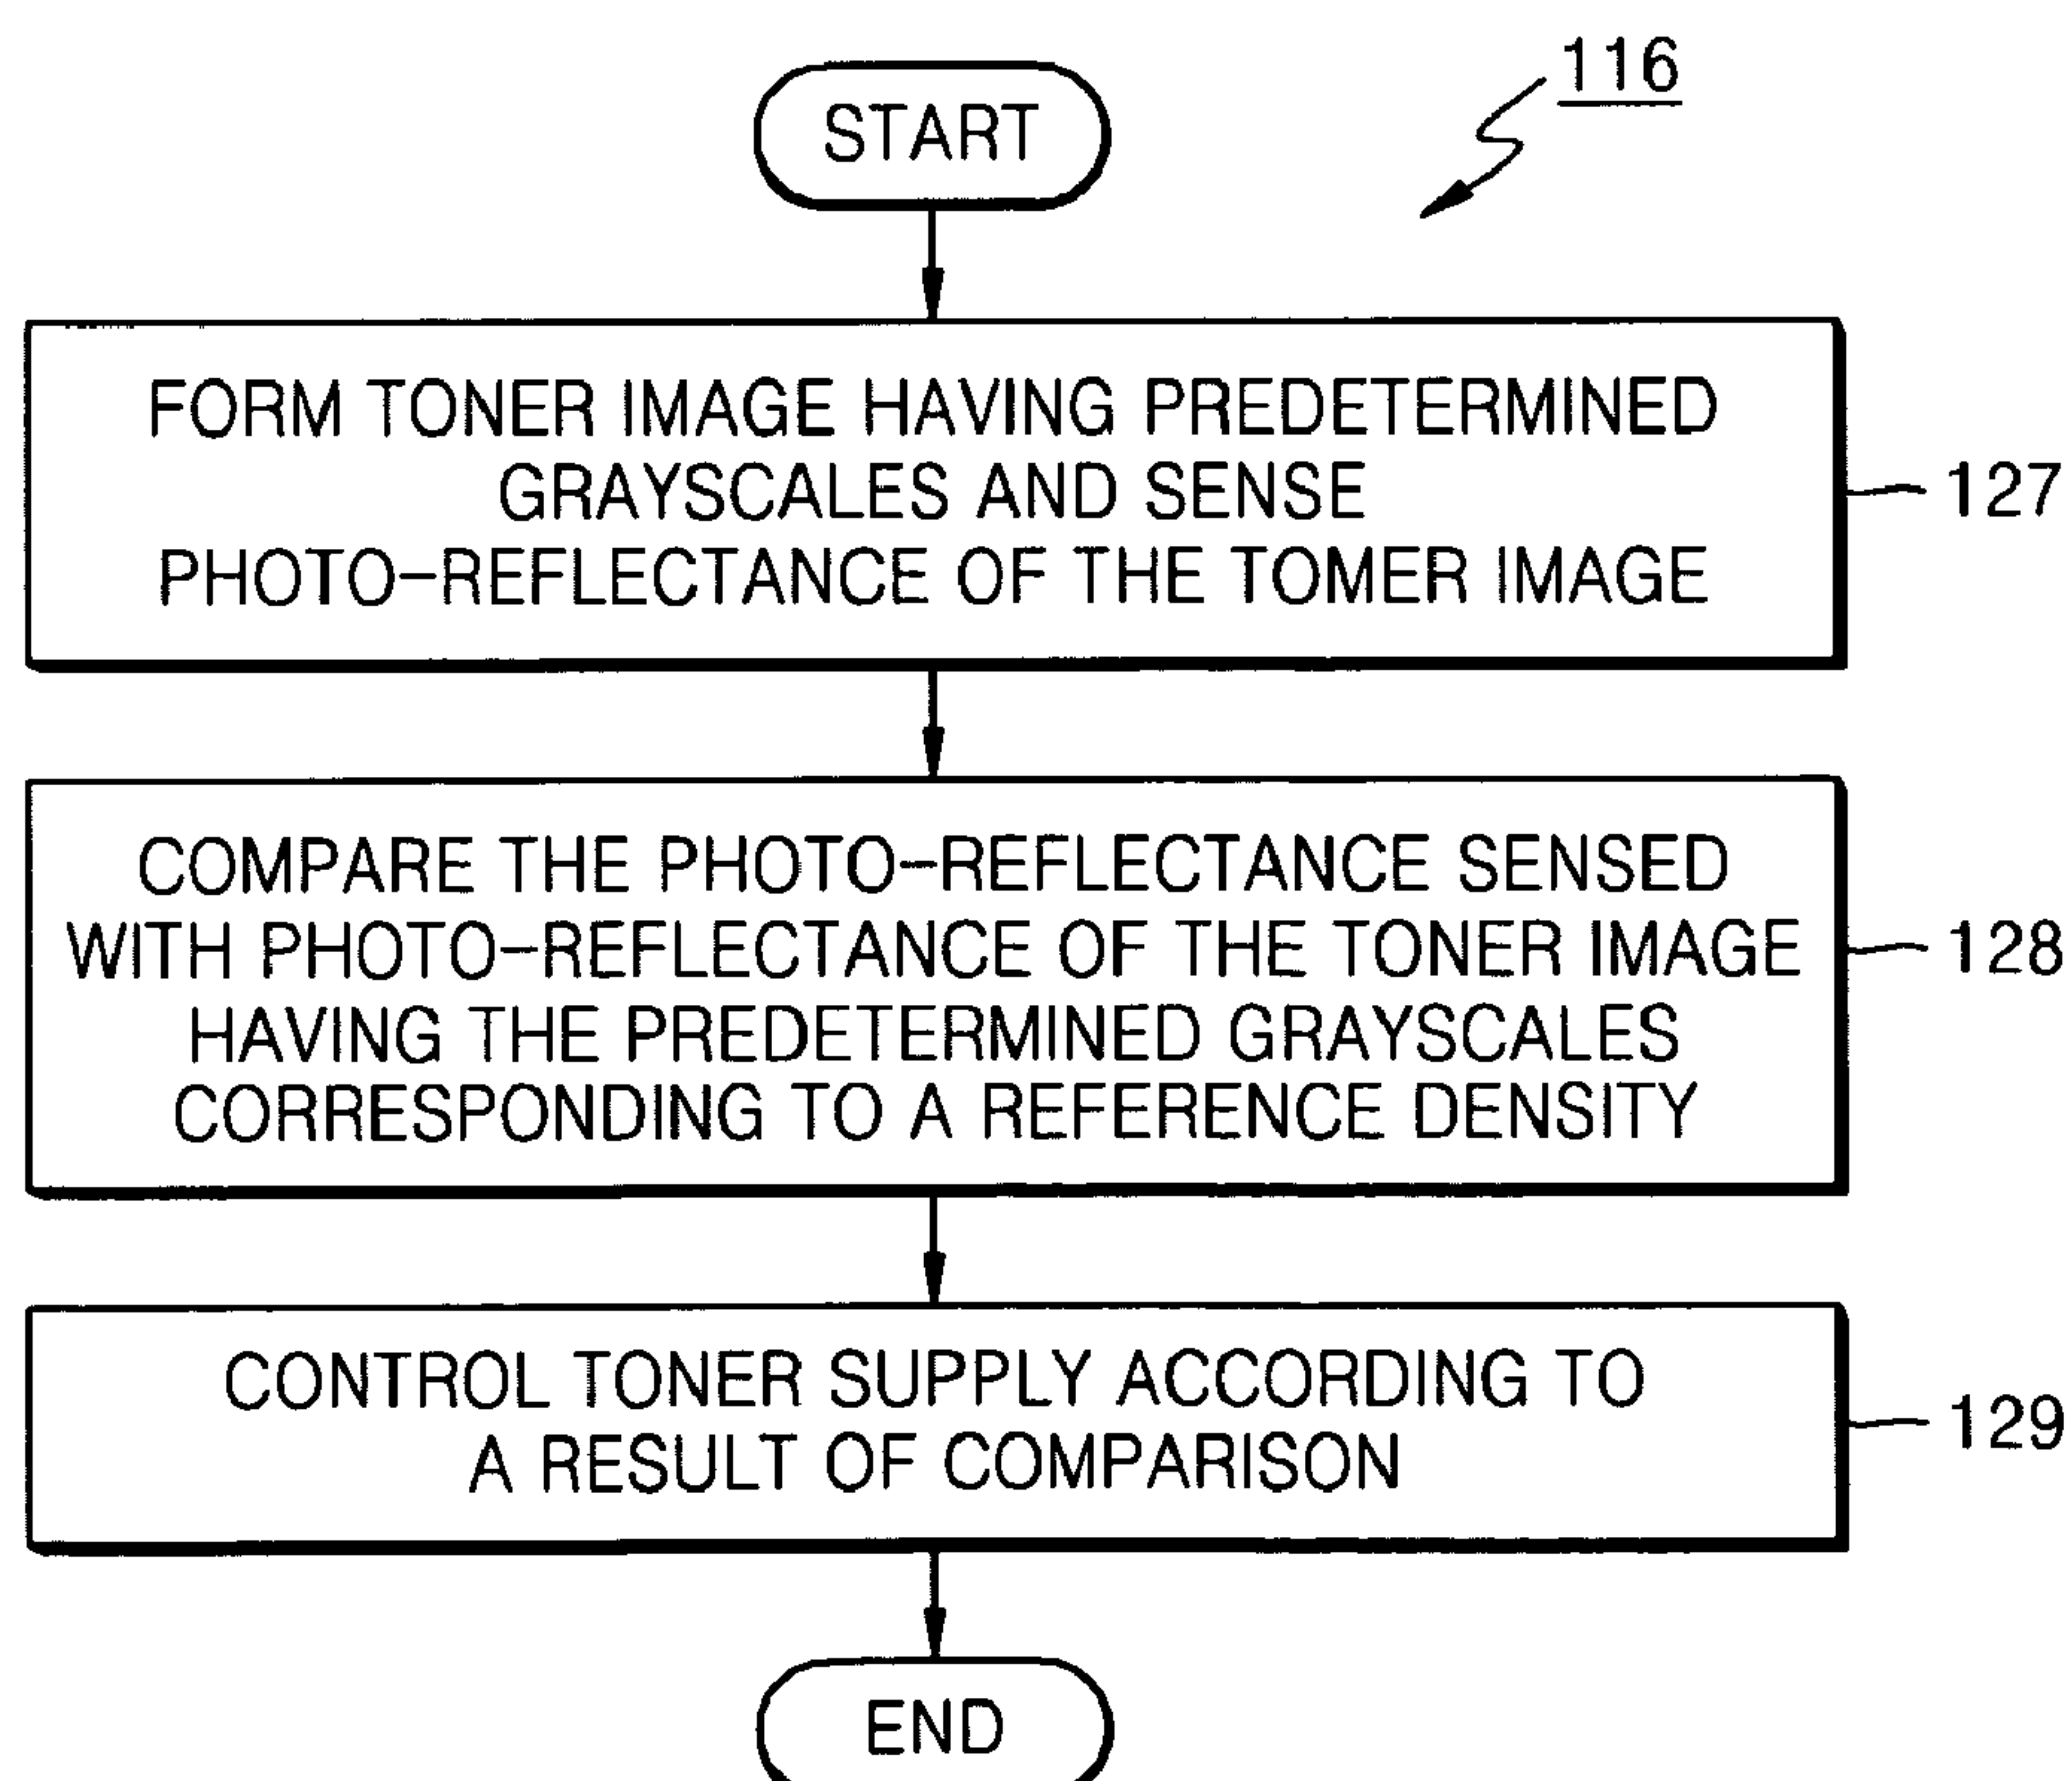 116
START
FORM TONER IMAGE HAVING PREDETERMINED
GRAYSCALES AND SENSE
PHOTO-REFLECTANCE OF THE TOMER IMAGE
127
COMPARE THE PHOTO-REFLECTANCE SENSED
WITH PHOTO-REFLECTANCE OF THE TONER IMAGE
HAVING THE PREDETERMINED GRAYSCALES
CORRESPONDING TO A REFERENCE DENSITY
128
CONTROL TONER SUPPLY ACCORDING TO
A RESULT OF COMPARISON
129
END